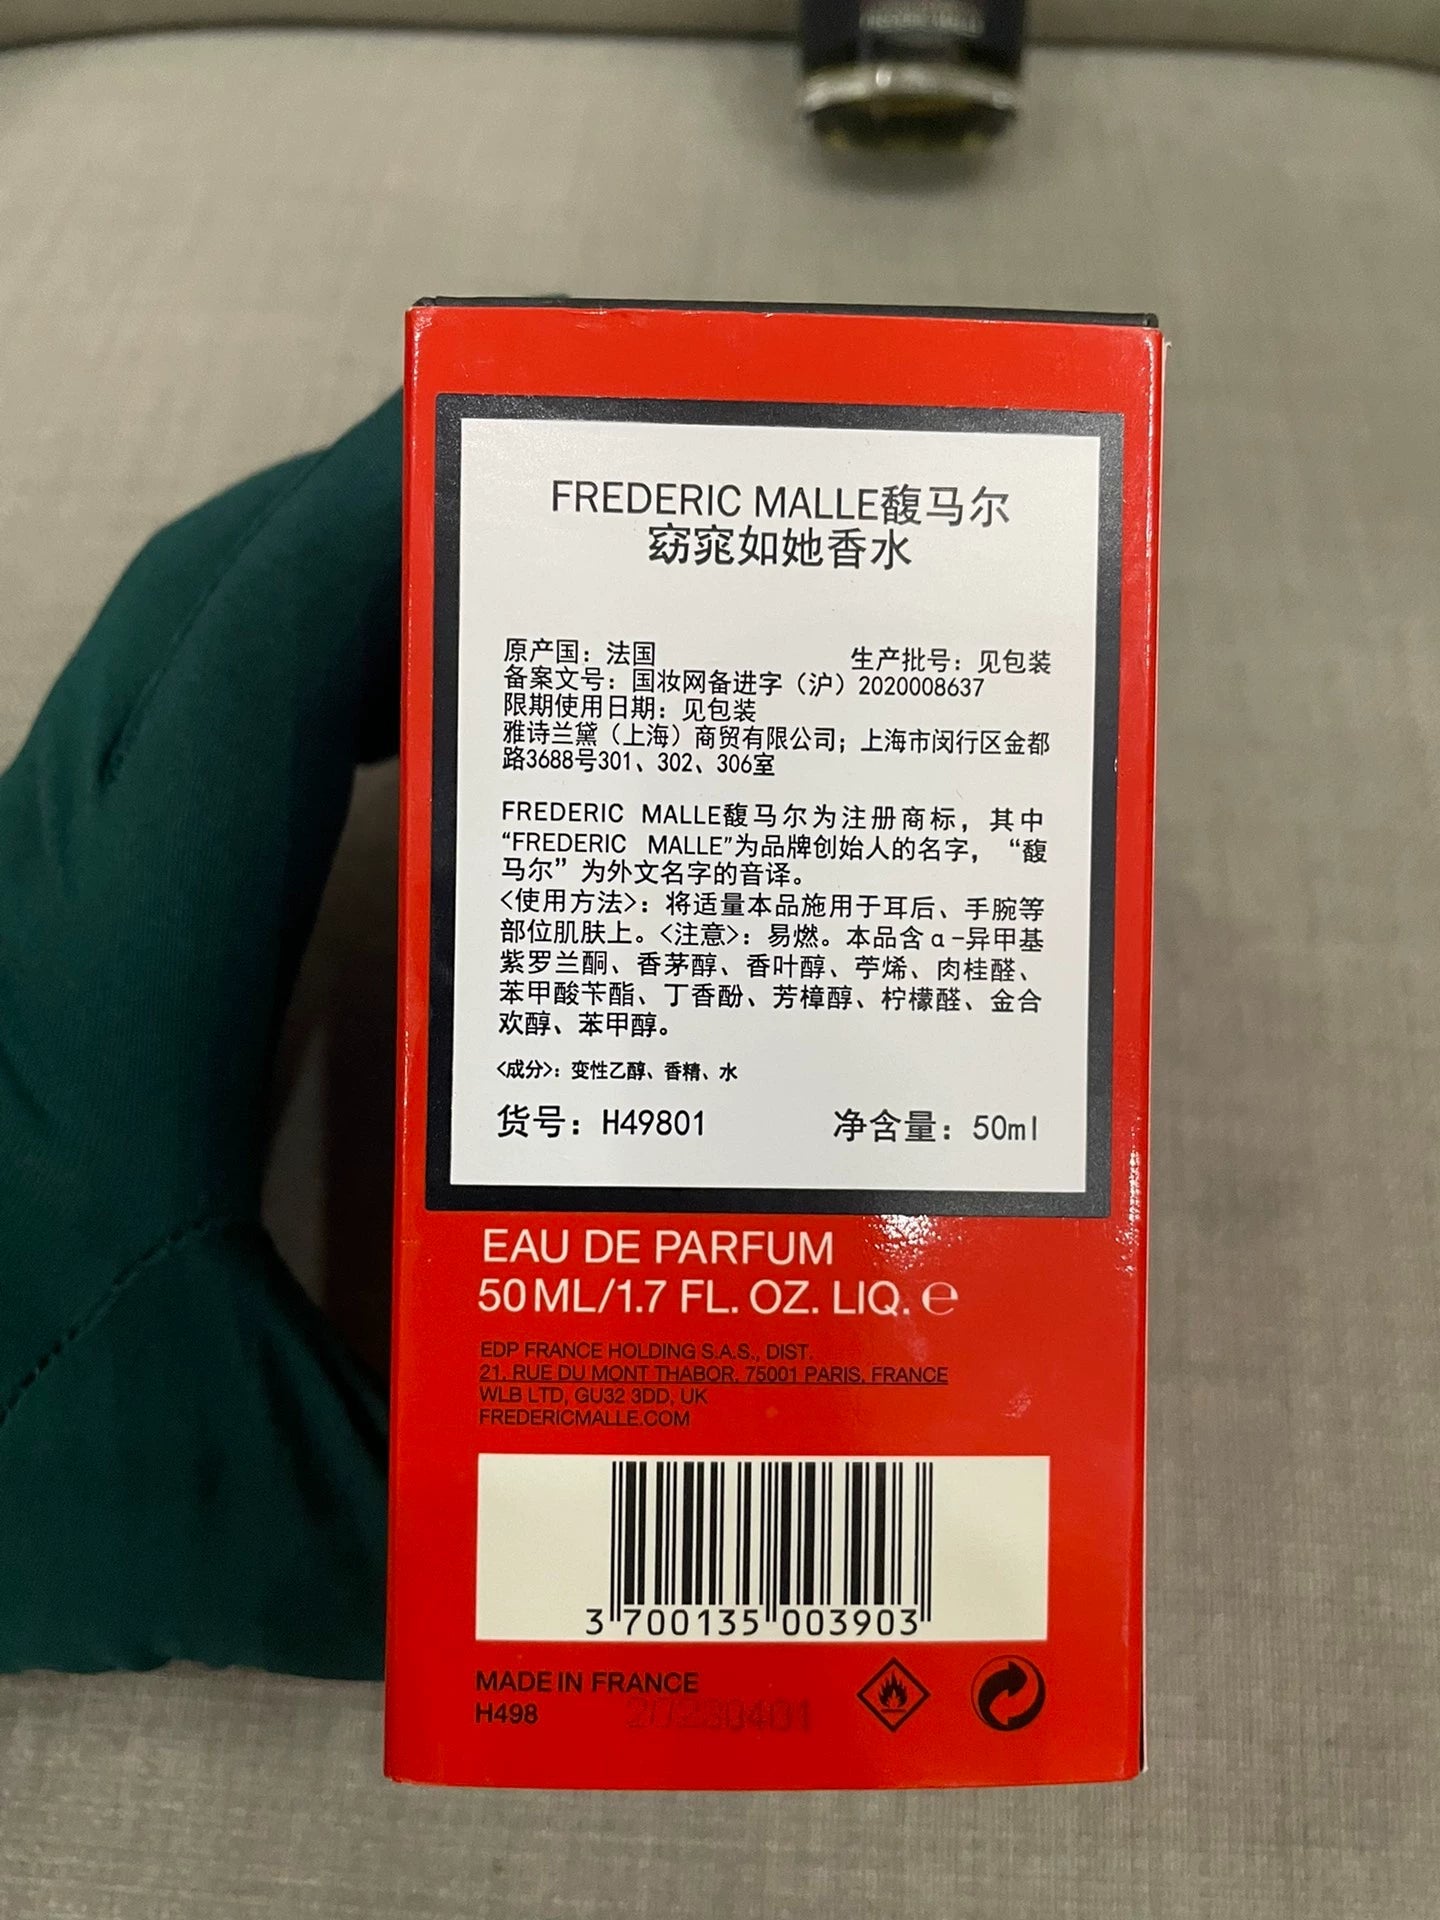 FREDERIC MALLE馥马尔
窈窕如她香水
原产国：法国 生产批号：见包装
备案文号：国妆网备进字（沪）2020008637
限期使用日期：见包装
雅诗兰黛（上海）商贸有限公司；上海市闵行区金都
路3688号301、302、306室
FREDERIC MALLE馥马尔为注册商标，其中
“FREDERIC MALLE”为品牌创始人的名字，“馥
马尔”为外文名字的音译。
<使用方法>：将适量本品施用于耳后、手腕等
部位肌肤上。<注意>：易燃。本品含α-异甲基
紫罗兰酮、香茅醇、香叶醇、苧烯、肉桂醛、
苯甲酸苄酯、丁香酚、芳樟醇、柠檬醛、金合
欢醇、苯甲醇。
<成分>：变性乙醇、香精、水
货号：H49801 净含量：50ml
EAU DE PARFUM
50 ML/1.7 FL. OZ. LIQ. ℮
EDP FRANCE HOLDING S.A.S., DIST.
21, RUE DU MONT THABOR, 75001 PARIS, FRANCE
WLB LTD, GU32 3DD, UK
FREDERICMALLE.COM
3 700135 003903
MADE IN FRANCE
H498